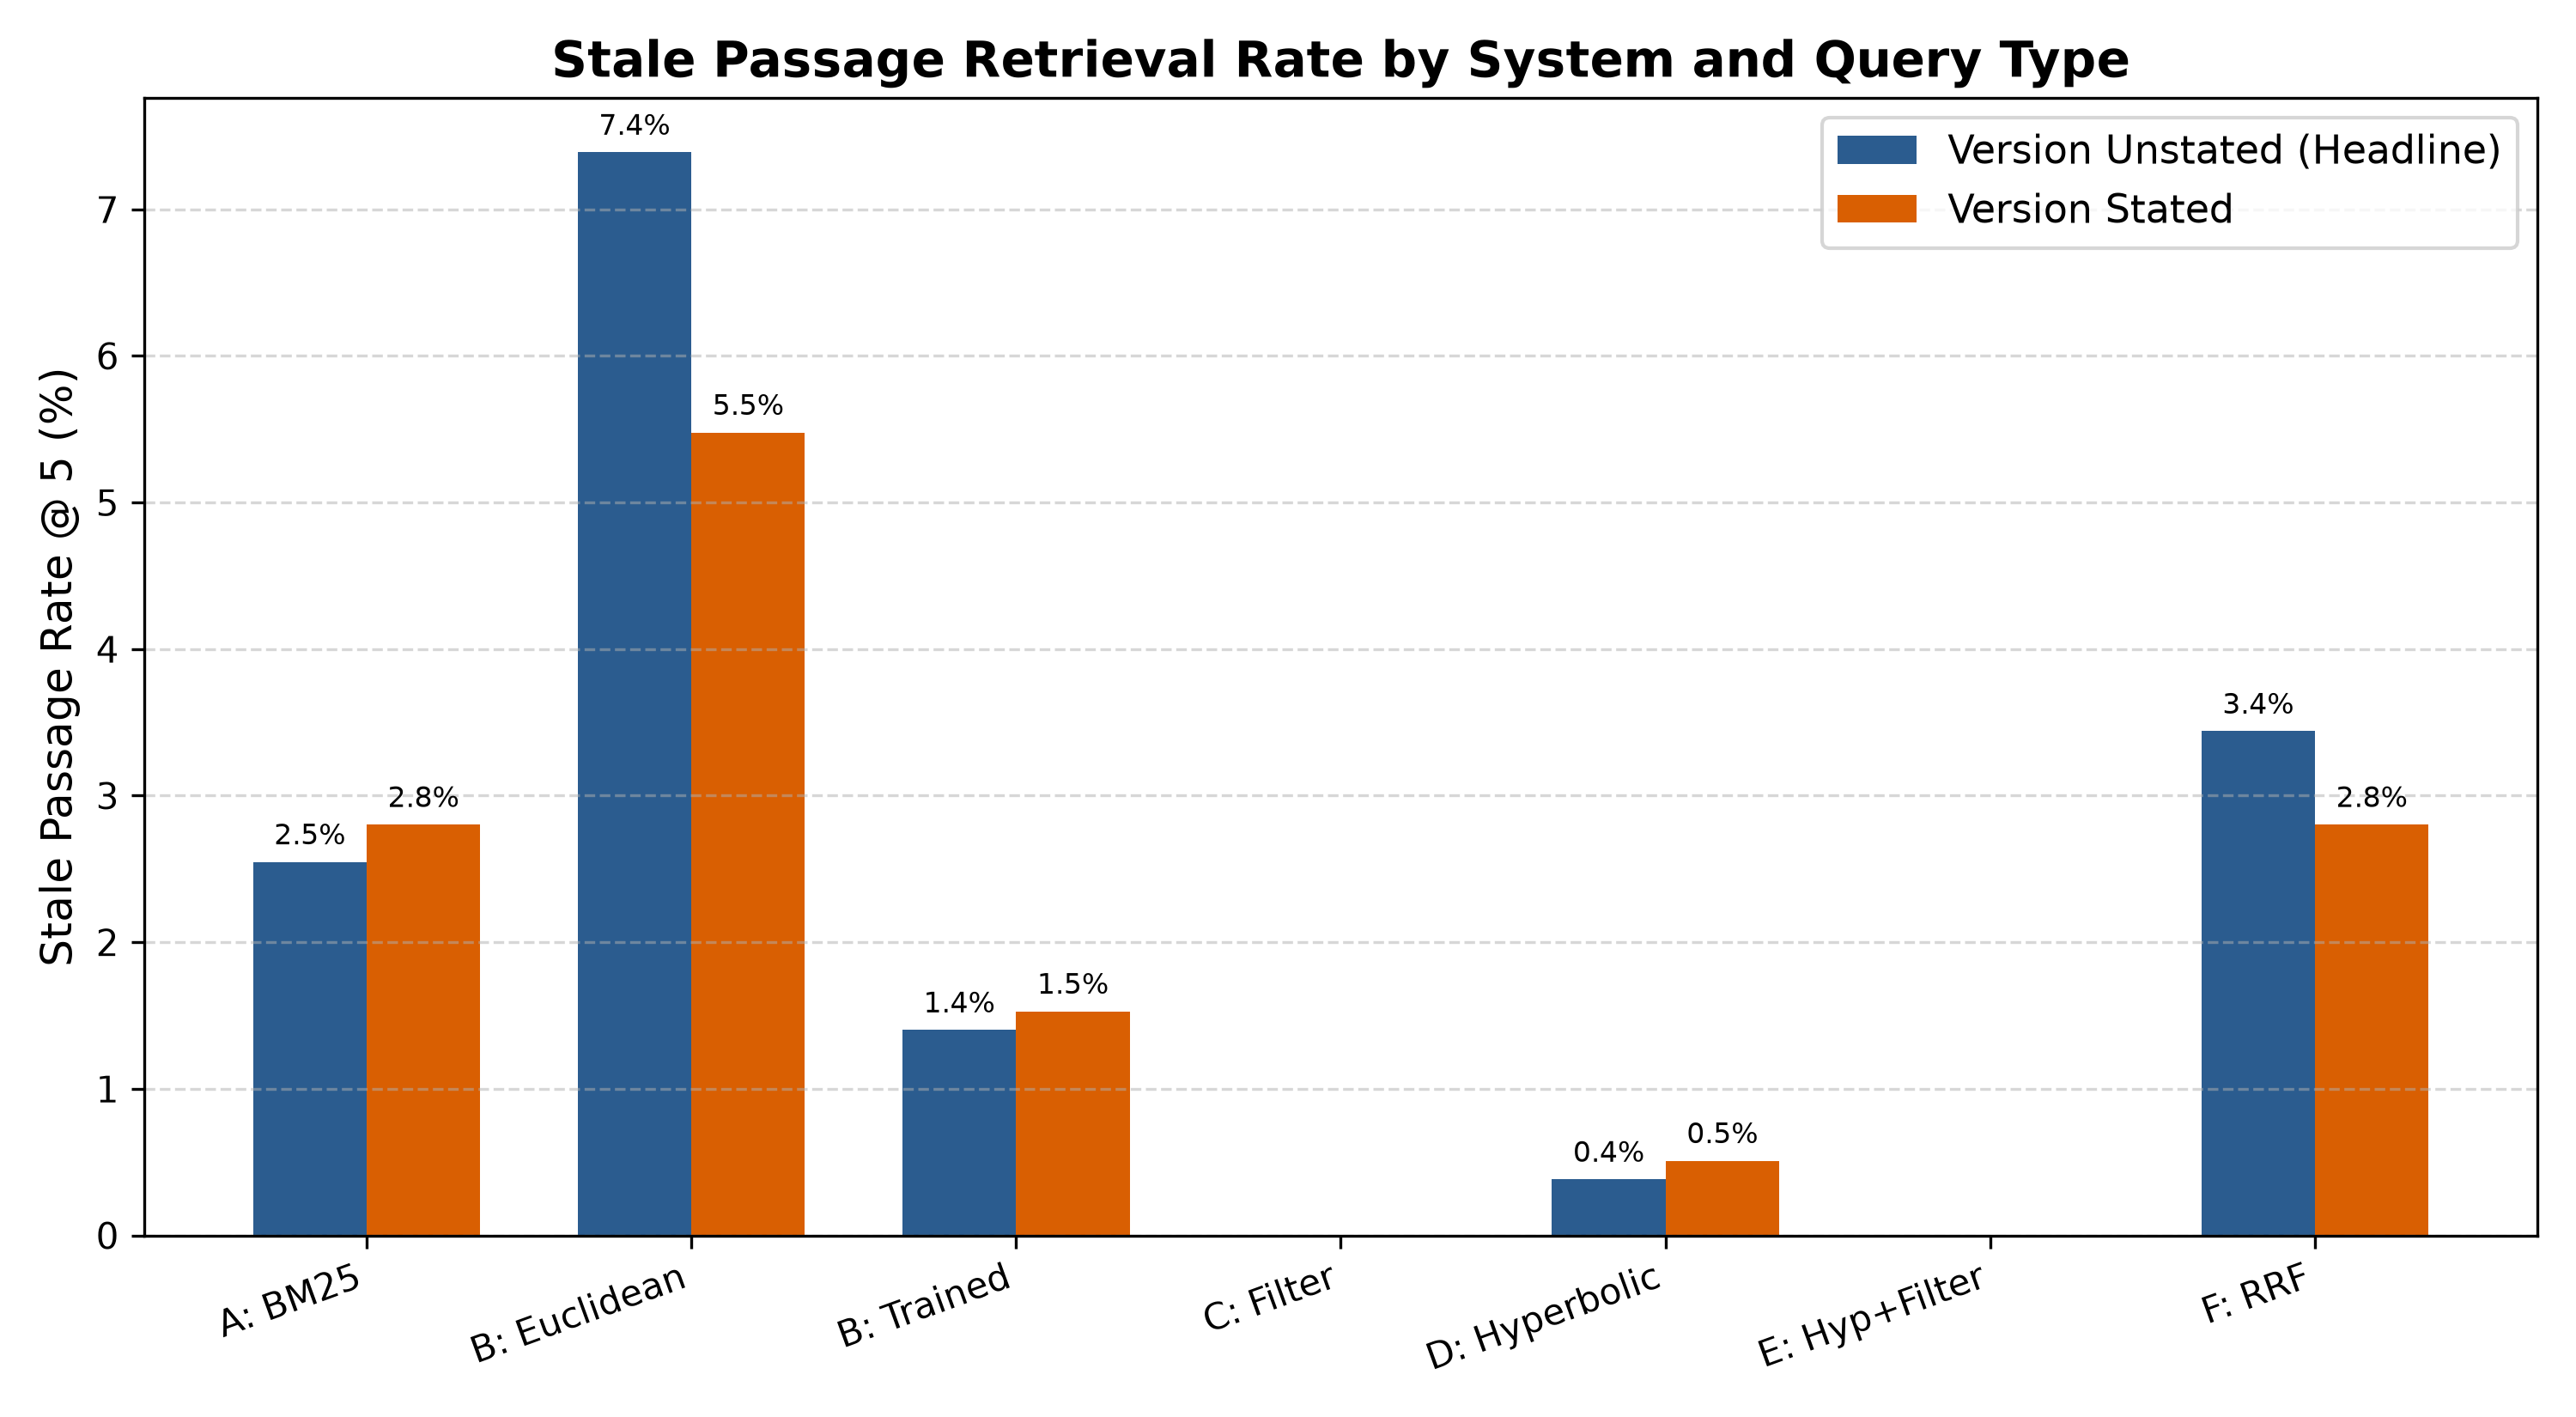 Stale Passage Retrieval Rate by System and Query Type
Version Unstated (Headline)
Version Stated
Stale Passage Rate @ 5 (%)
7
6
5
4
3
2
1
0
2.5%
2.8%
7.4%
5.5%
1.4%
1.5%
0.4%
0.5%
3.4%
2.8%
A: BM25
B: Euclidean
B: Trained
C: Filter
D: Hyperbolic
E: Hyp+Filter
F: RRF